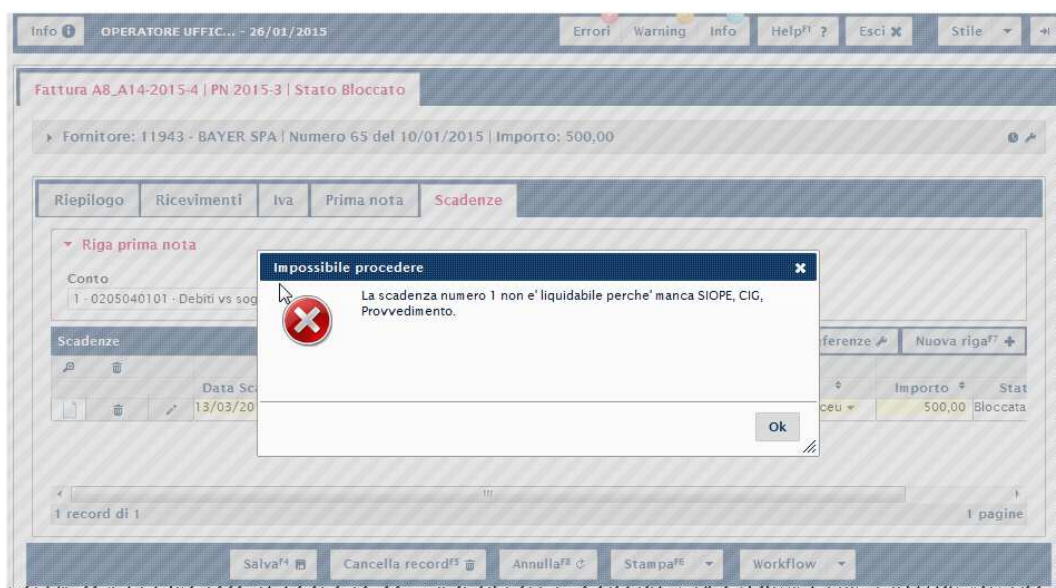 Info OPERATORE UFFIC... - 26/01/2015 Errori Warning Info Help F1 ? Esci Stile
Fattura A8_A14-2015-4 | PN 2015-3 | Stato Bloccato
Fornitore: 11943 - BAYER SPA | Numero 65 del 10/01/2015 | Importo: 500,00
Riepilogo Ricevimenti Iva Prima nota Scadenze
Riga prima nota
Impossibile procedere
Conto
La scadenza numero 1 non e' liquidabile perche' manca SIOPE, CIG,
1 - 0205040101 - Debiti vs sog
Provvedimento.
Scadenze ferenze Nuova riga F7
Data Sca Importo Stat
13/03/20 ceu 500,00 Bloccata
Ok
1 record di 1 1 pagine
Salva F4 Cancella record F5 Annulla F8 Stampa F6 Workflow